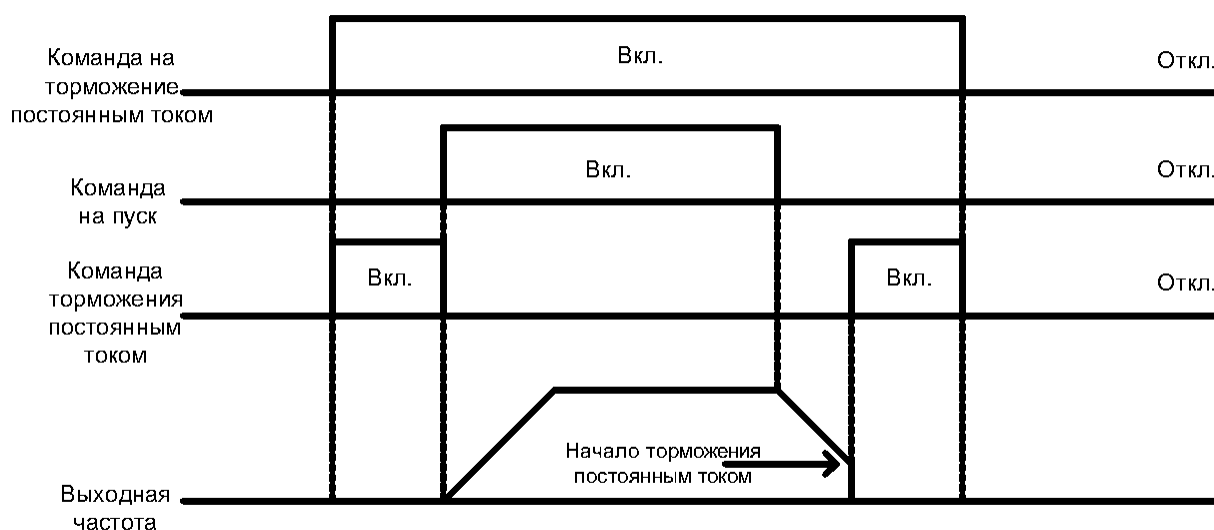 Команда на
торможение
постоянным током
Вкл.
Откл.
Команда
на пуск
Вкл.
Откл.
Команда
торможения
постоянным
током
Вкл.
Вкл.
Откл.
Начало торможения
постоянным током
Выходная
частота